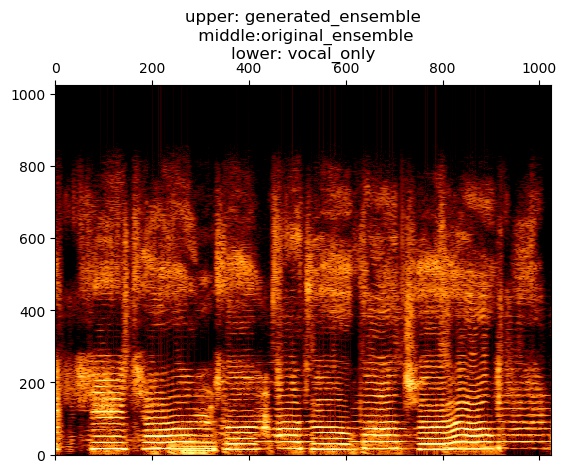 upper: generated_ensemble
middle:original_ensemble
lower: vocal_only
0 200 400 600 800 1000
1000
800
600
400
200
0